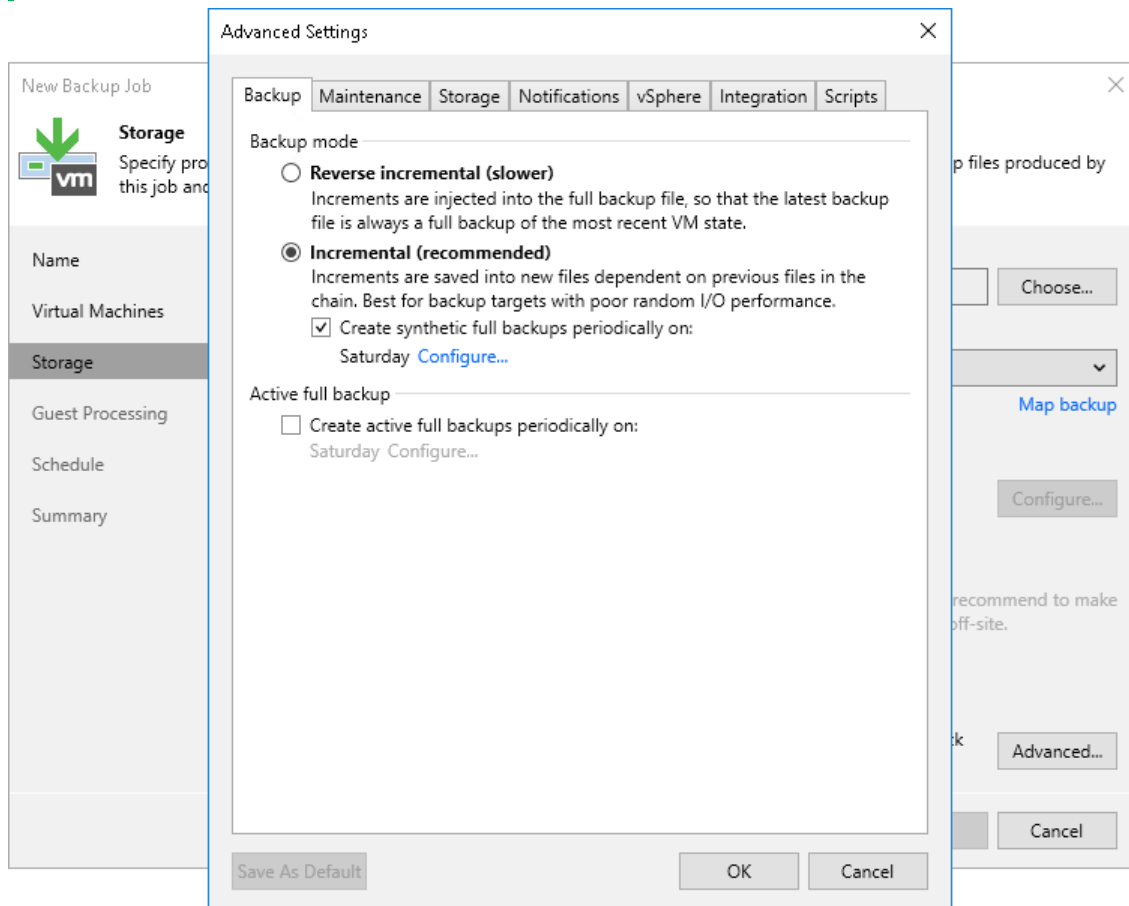 Advanced Settings
New Backup Job
Storage
Specify pro
this job and
p files produced by
vm
Name
Virtual Machines
Storage
Guest Processing
Schedule
Summary
Backup
Maintenance
Storage
Notifications
vSphere
Integration
Scripts
Backup mode
Reverse incremental (slower)
Increments are injected into the full backup file, so that the latest backup
file is always a full backup of the most recent VM state.
Incremental (recommended)
Increments are saved into new files dependent on previous files in the
chain. Best for backup targets with poor random I/O performance.
Create synthetic full backups periodically on:
Saturday Configure...
Active full backup
Create active full backups periodically on:
Saturday Configure...
Choose...
Map backup
Configure...
recommend to make
off-site.
ck
Advanced...
Cancel
Save As Default
OK
Cancel